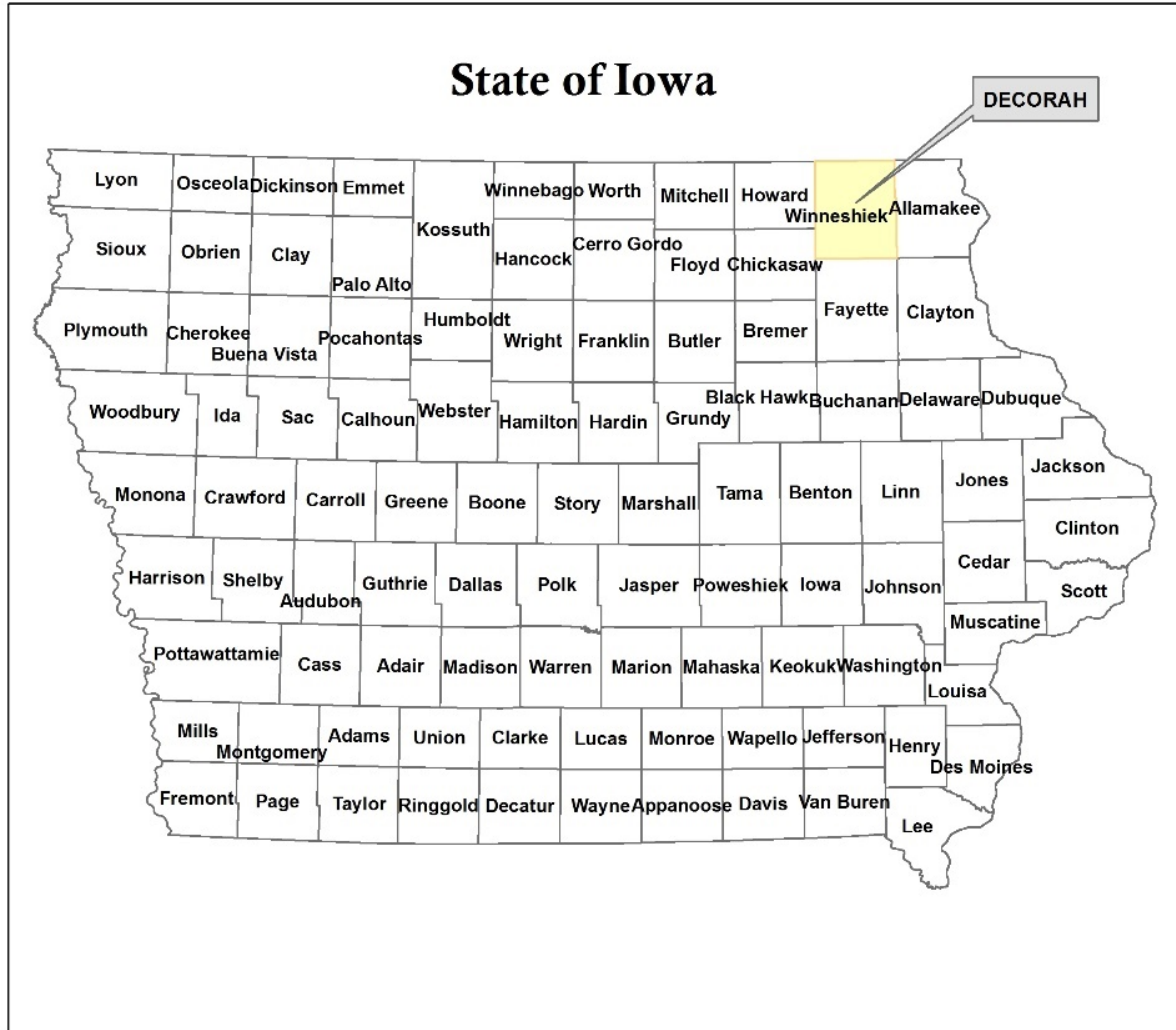 State of Iowa
DECORAH
Lyon
Osceola
Dickinson
Emmet
Kossuth
Winnebago
Worth
Mitchell
Howard
Winneshiek
Allamakee
Sioux
Obrien
Clay
Palo Alto
Hancock
Cerro Gordo
Floyd
Chickasaw
Fayette
Clayton
Plymouth
Cherokee
Buena Vista
Pocahontas
Humboldt
Wright
Franklin
Butler
Bremer
Woodbury
Ida
Sac
Calhoun
Webster
Hamilton
Hardin
Grundy
Black Hawk
Buchanan
Delaware
Dubuque
Monona
Crawford
Carroll
Greene
Boone
Story
Marshall
Tama
Benton
Linn
Jones
Jackson
Clinton
Harrison
Shelby
Audubon
Guthrie
Dallas
Polk
Jasper
Poweshiek
Iowa
Johnson
Cedar
Scott
Muscatine
Pottawattamie
Cass
Adair
Madison
Warren
Marion
Mahaska
Keokuk
Washington
Louisa
Mills
Montgomery
Adams
Union
Clarke
Lucas
Monroe
Wapello
Jefferson
Henry
Des Moines
Fremont
Page
Taylor
Ringgold
Decatur
Wayne
Appanoose
Davis
Van Buren
Lee